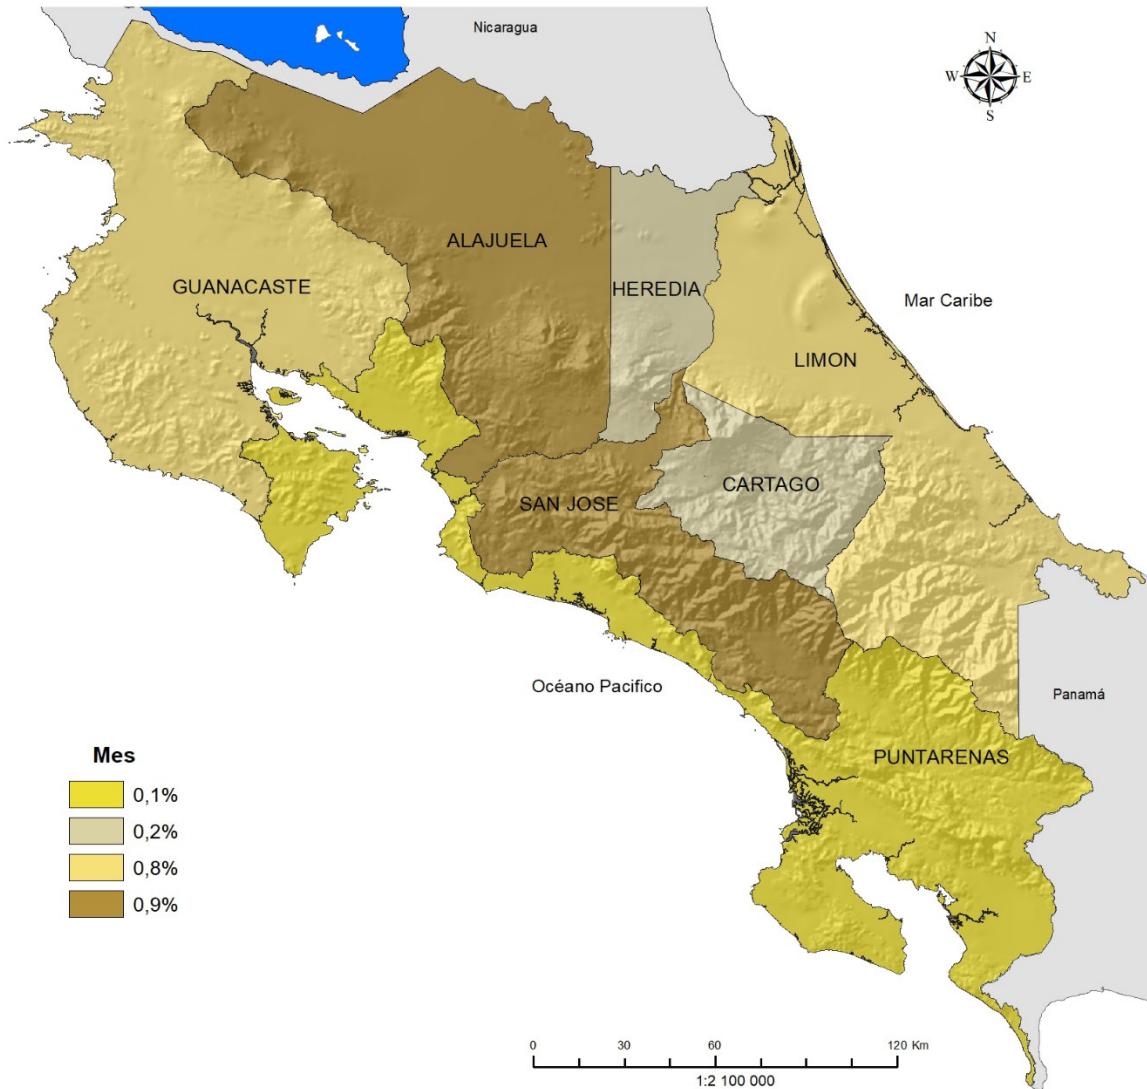 Nicaragua
N
W E
S
ALAJUELA
GUANACASTE
HEREDIA
Mar Caribe
LIMON
CARTAGO
SAN JOSE
Océano Pacifico
Panamá
PUNTARENAS
Mes
0,1%
0,2%
0,8%
0,9%
0 30 60 120 Km
1:2 100 000